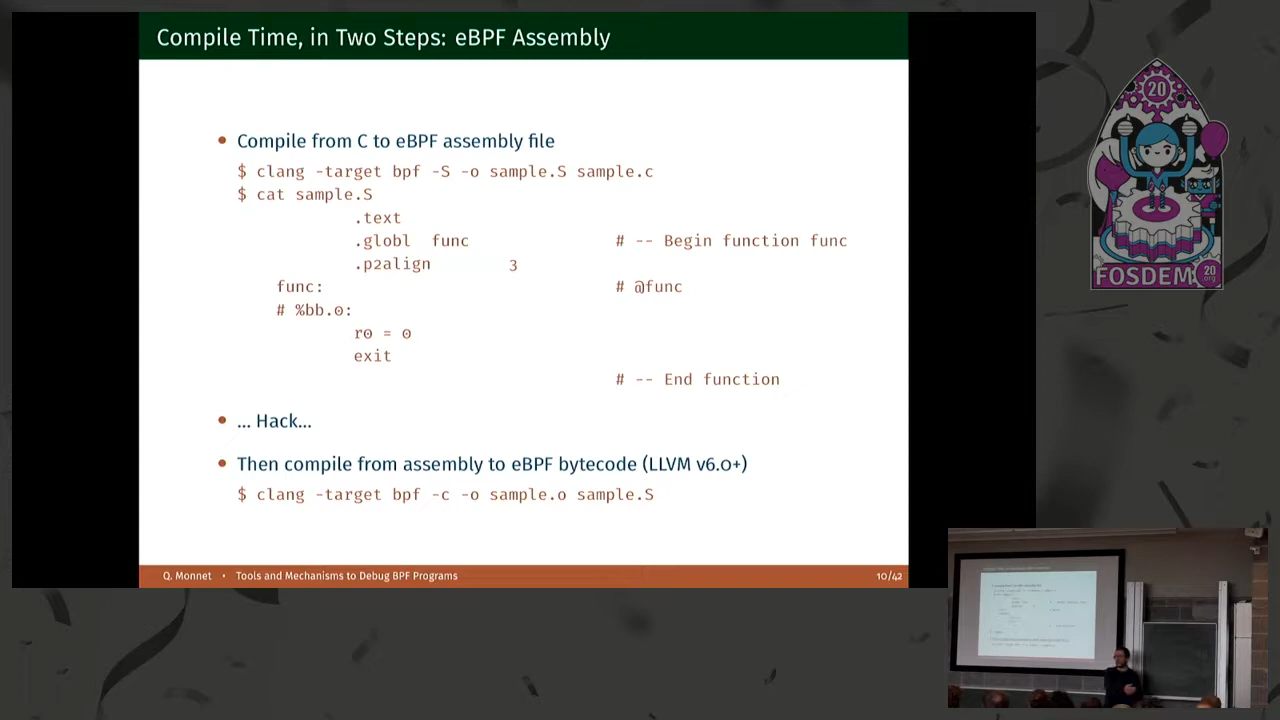 Compile Time, in Two Steps: eBPF Assembly
• Compile from C to eBPF assembly file
$ clang -target bpf -S -o sample.S sample.c
$ cat sample.S
.text
.globl func # -- Begin function func
.p2align 3
func: # @func
# %bb.0:
r0 = 0
exit
# -- End function
• ... Hack...
• Then compile from assembly to eBPF bytecode (LLVM v6.0+)
$ clang -target bpf -c -o sample.o sample.S
Q. Monnet • Tools and Mechanisms to Debug BPF Programs 10/42
20
FOSDEM 20
.org